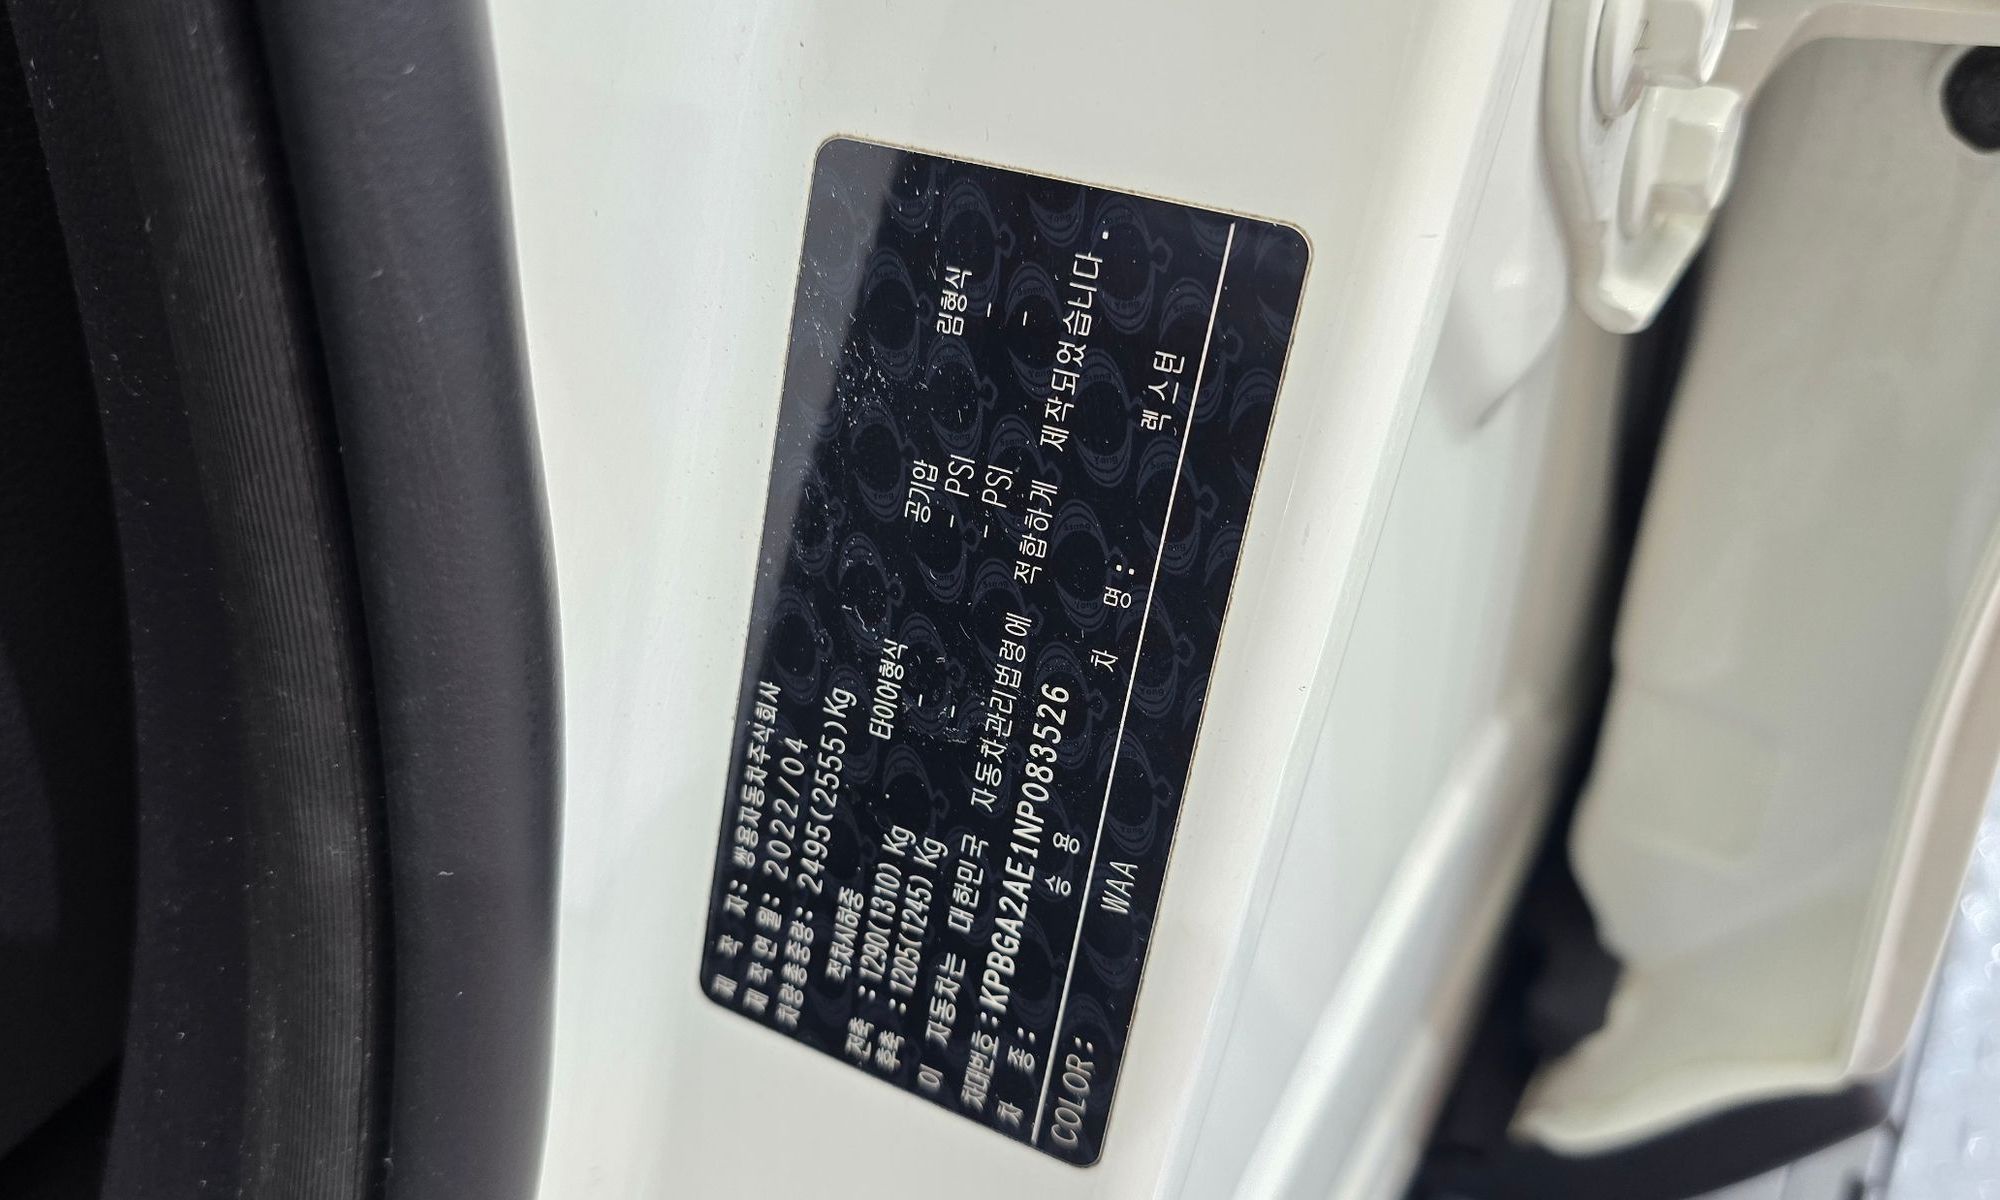 제 작 자: 쌍용자동차주식회사
제 작 연 월: 2022/04
차량총중량: 2495(2555)Kg
적차시하중 타이어형식 공기압 림형식
전축 : 1290(1310) Kg - - PSI -
후축 : 1205(1245) Kg - - PSI -
이 자동차는 대한민국 자동차관리법령에 적합하게 제작되었습니다.
차대번호:KPBGA2AE1NP083526
차 종: 승 용 차 명: 렉스턴
COLOR: WAA